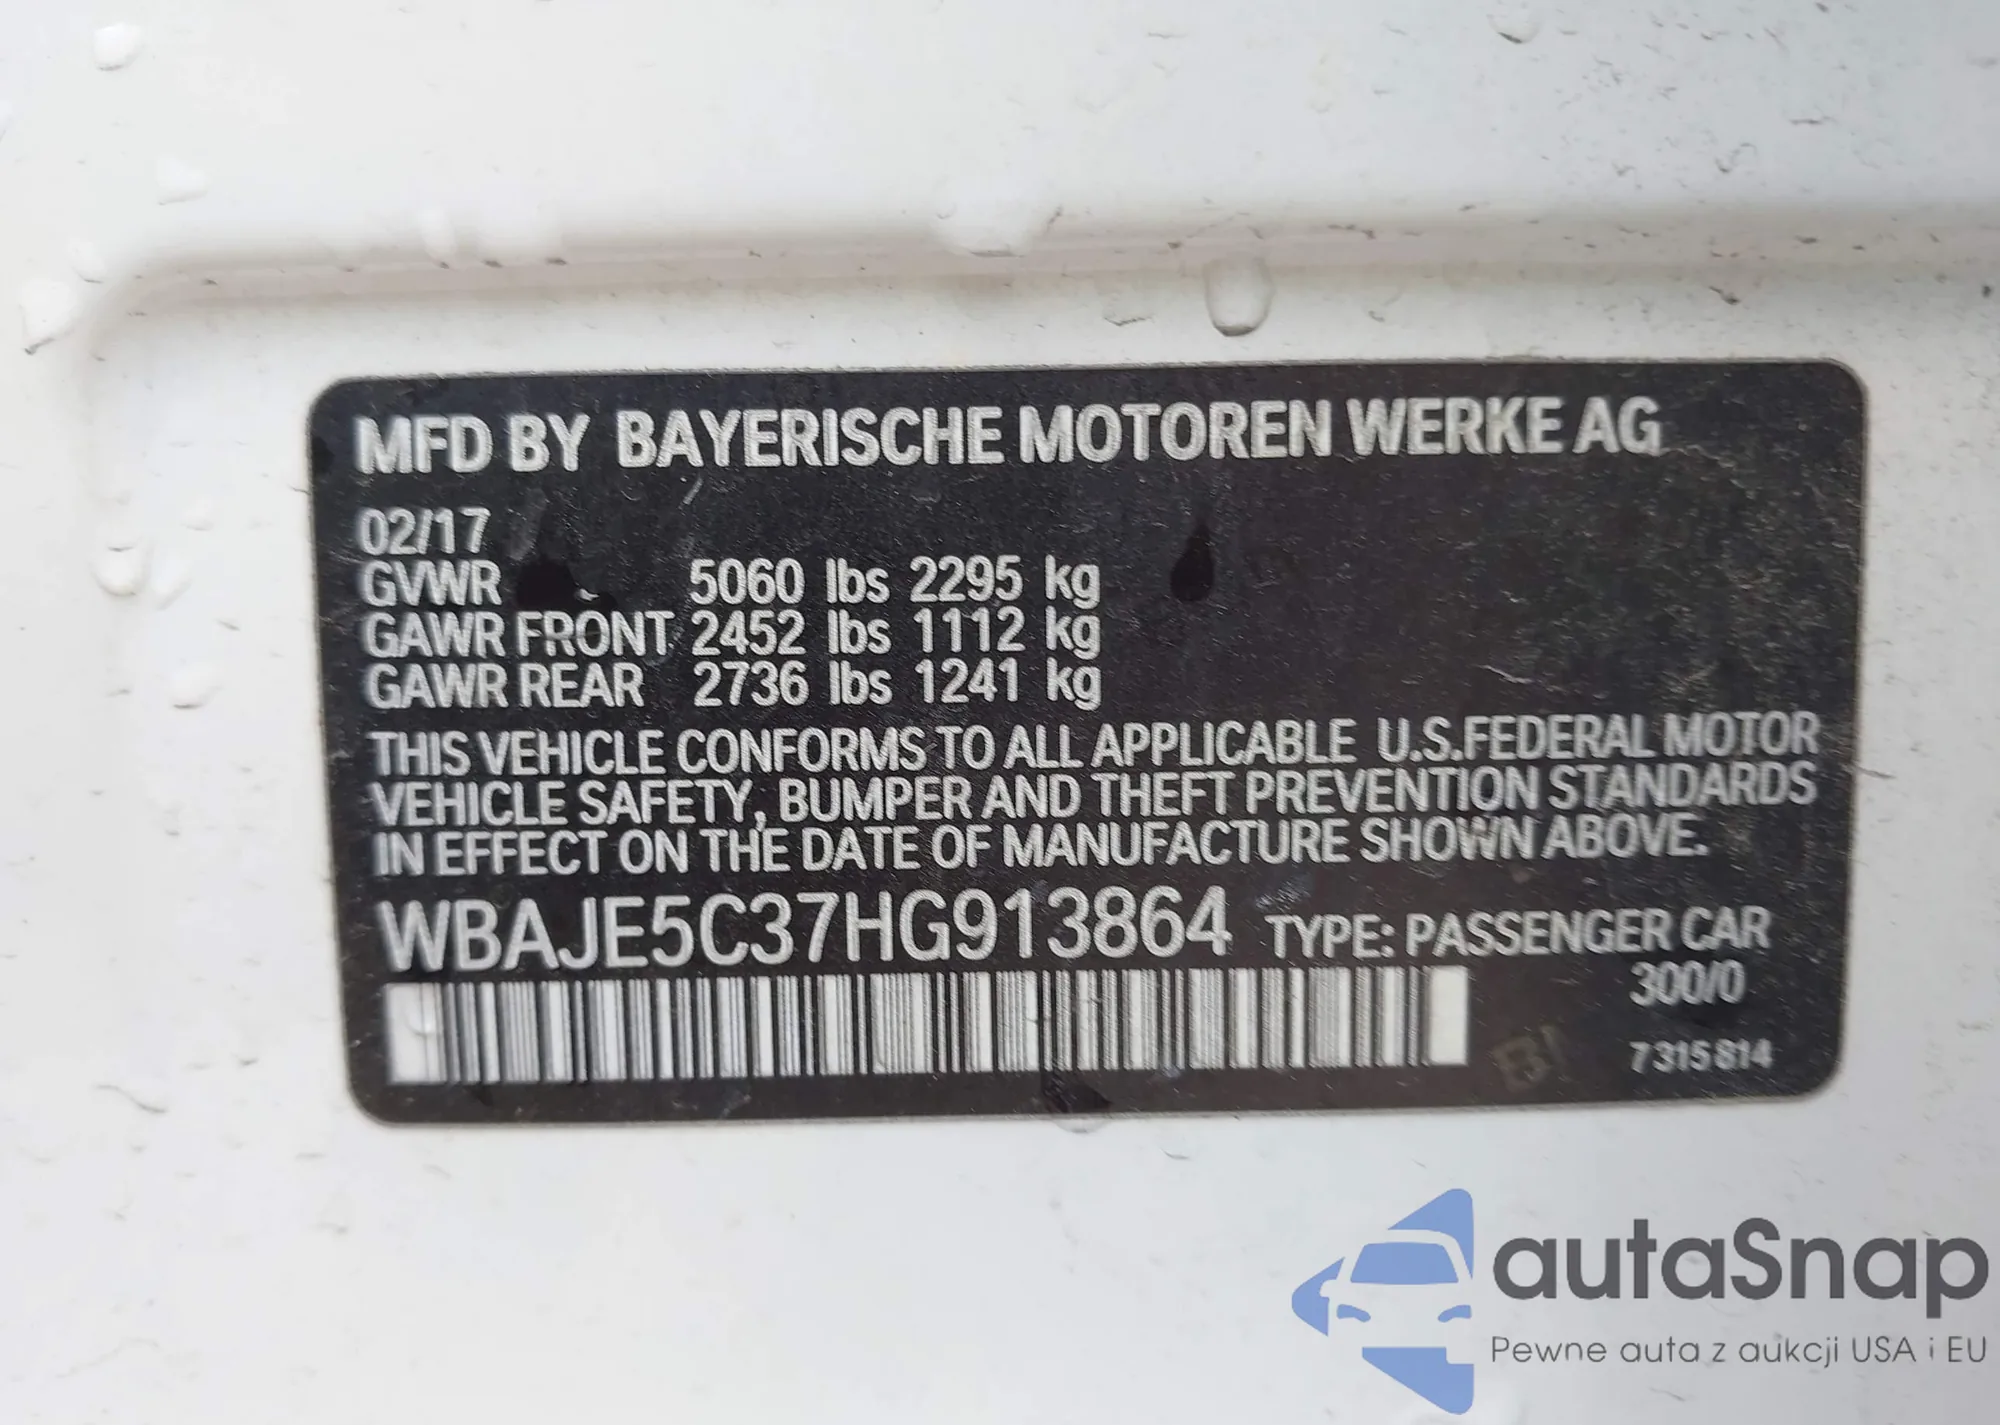 MFD BY BAYERISCHE MOTOREN WERKE AG
02/17
GVWR 5060 lbs 2295 kg
GAWR FRONT 2452 lbs 1112 kg
GAWR REAR 2736 lbs 1241 kg
THIS VEHICLE CONFORMS TO ALL APPLICABLE U.S.FEDERAL MOTOR
VEHICLE SAFETY, BUMPER AND THEFT PREVENTION STANDARDS
IN EFFECT ON THE DATE OF MANUFACTURE SHOWN ABOVE.
WBAJE5C37HG913864 TYPE: PASSENGER CAR
300/0
7315814
autaSnap
Pewne auta z aukcji USA i EU